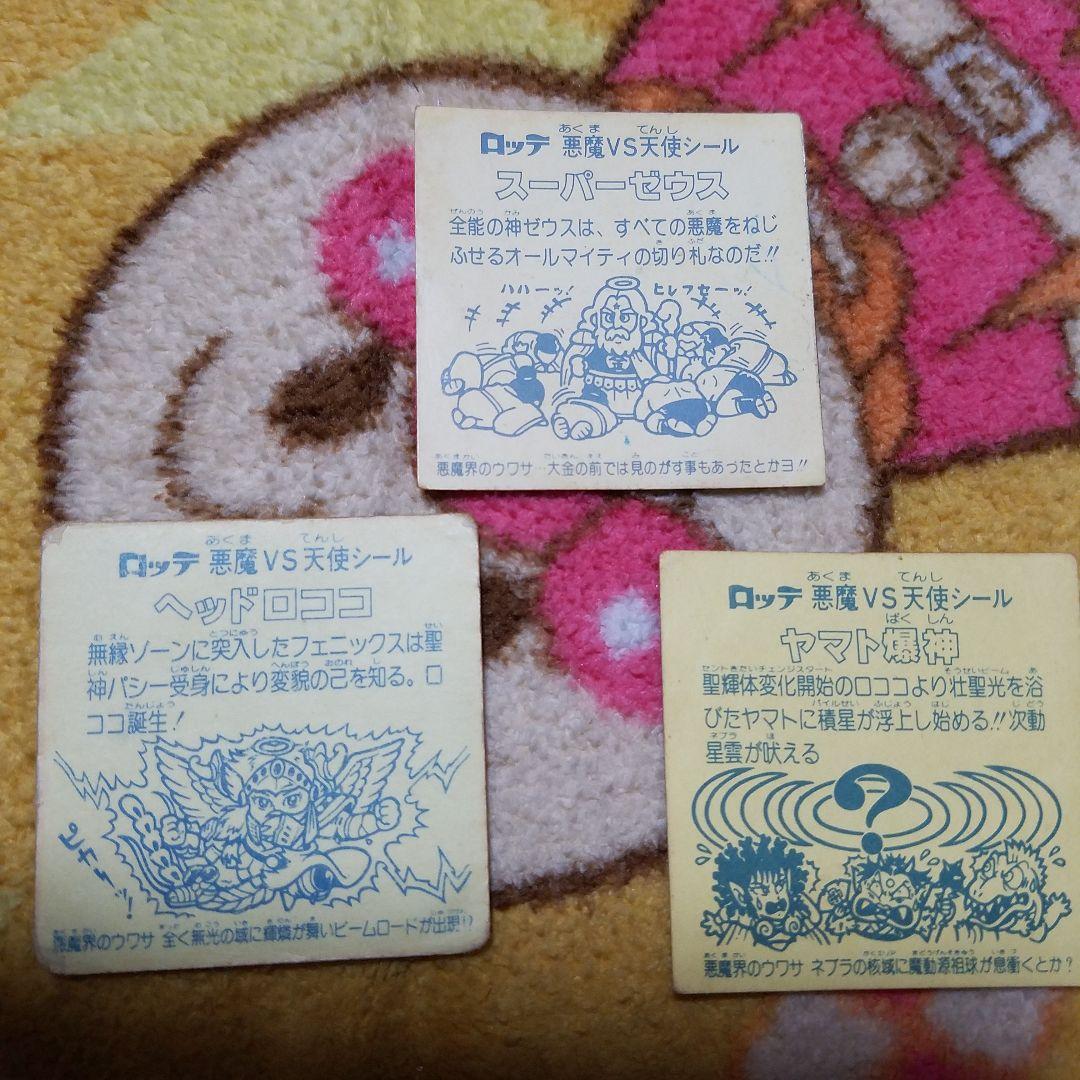 ロッテ 悪魔VS天使シール
スーパーゼウス
全能の神ゼウスは、すべての悪魔をねじ
ふせるオールマイティの切り札なのだ!!
ハハーッ! ヒレフセーッ!
悪魔界のウワサ…大金の前では見のがす事もあったとかヨ!!
ロッテ 悪魔VS天使シール
ヘッドロココ
無縁ゾーンに突入したフェニックスは聖
神パシー受身により変貌の己を知る。ロ
ココ誕生!
ピカーッ!!
悪魔界のウワサ 全く無光の域に輝燐が舞いビームロードが出現!?
ロッテ 悪魔VS天使シール
ヤマト爆神
聖輝体変化開始のロココより壮聖光を浴
びたヤマトに積星が浮上し始める!!次動
星雲が吠える
?
悪魔界のウワサ ネブラの核域に魔動源祖球が息衝くとか?